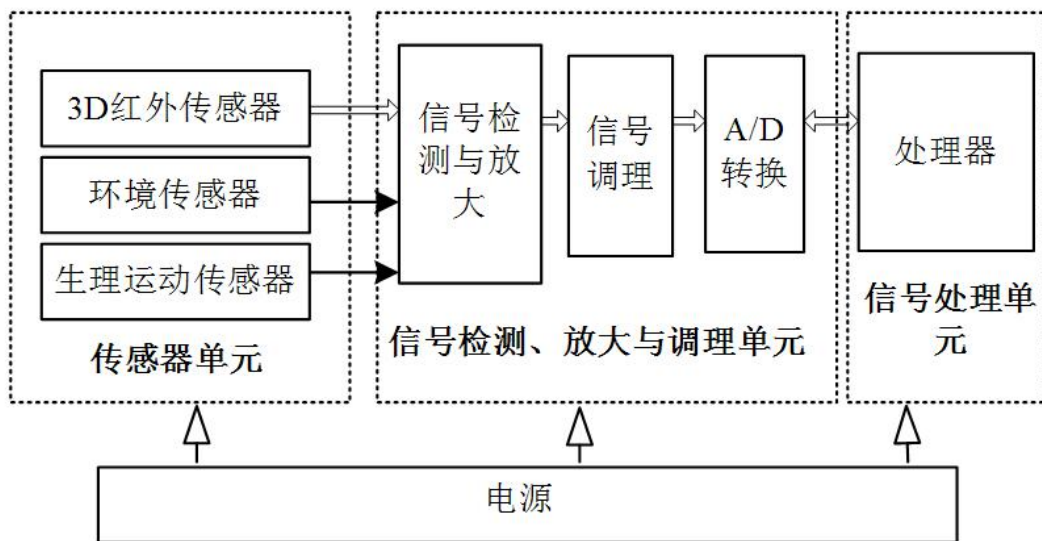 3D红外传感器
环境传感器
生理运动传感器
传感器单元
信号检
测与放
大
信号
调理
A/D
转换
信号检测、放大与调理单元
处理器
信号处理单
元
电源